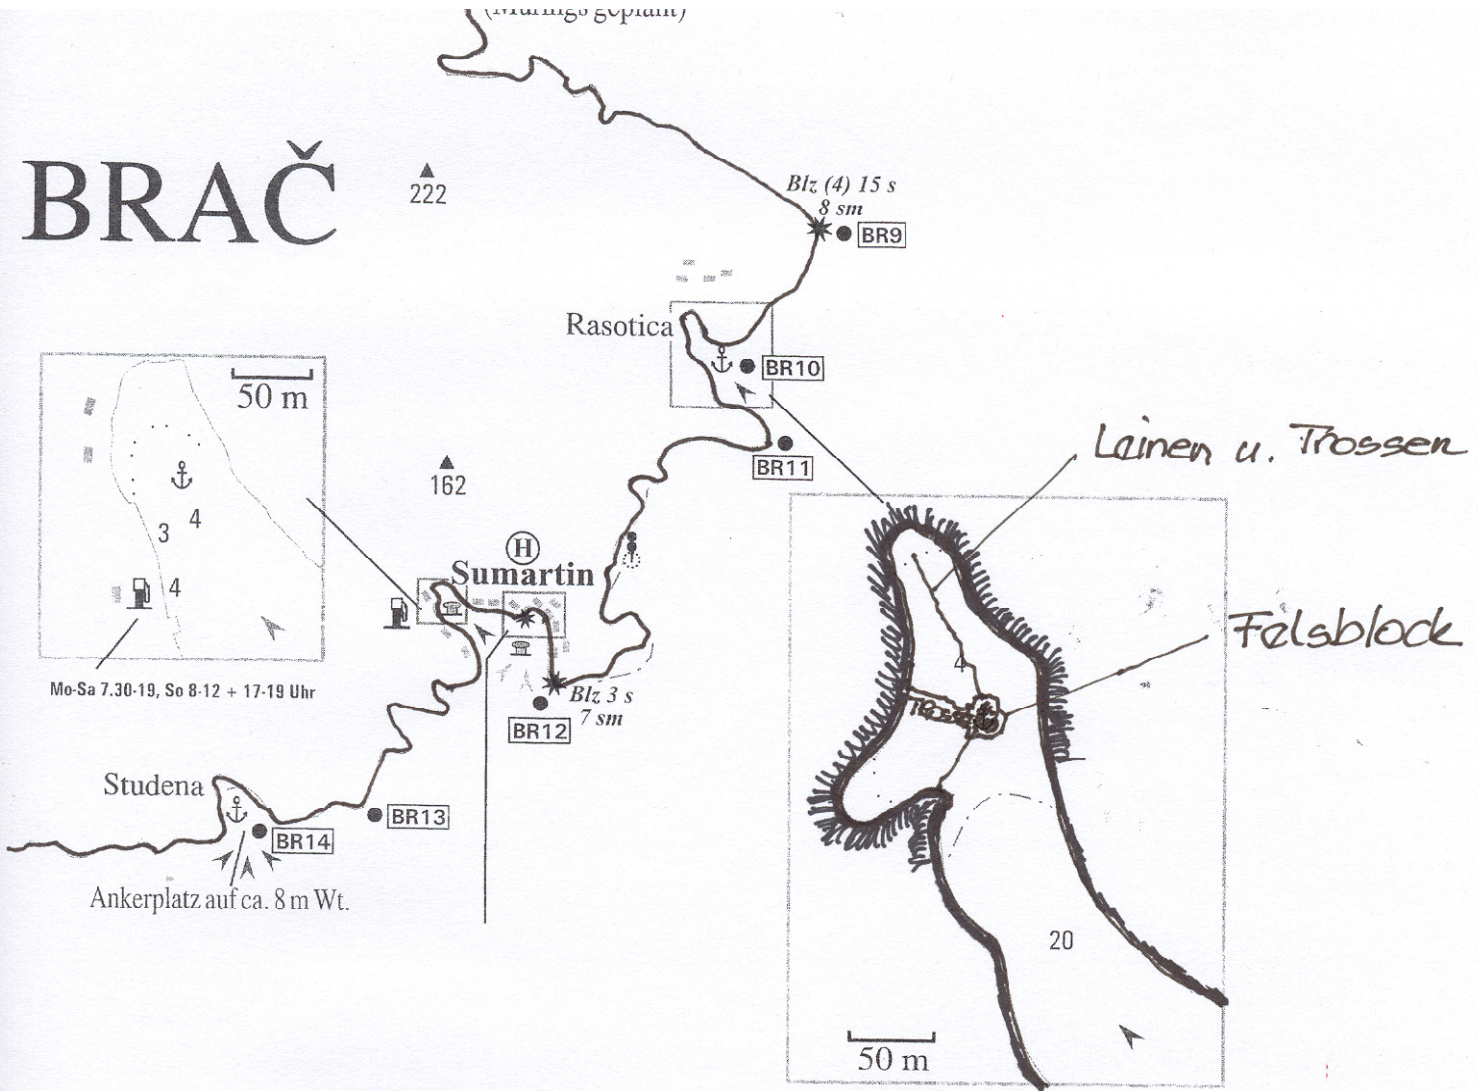 (Murings geplant)
BRAČ
222
Blz (4) 15 s
8 sm
BR9
Rasotica
BR10
50 m
BR11
Leinen u. Trossen
162
3
4
4
H
Sumartin
Felsblock
4
Mo-Sa 7.30-19, So 8-12 + 17-19 Uhr
Blz 3 s
7 sm
BR12
Studena
BR13
BR14
Ankerplatz auf ca. 8 m Wt.
20
50 m